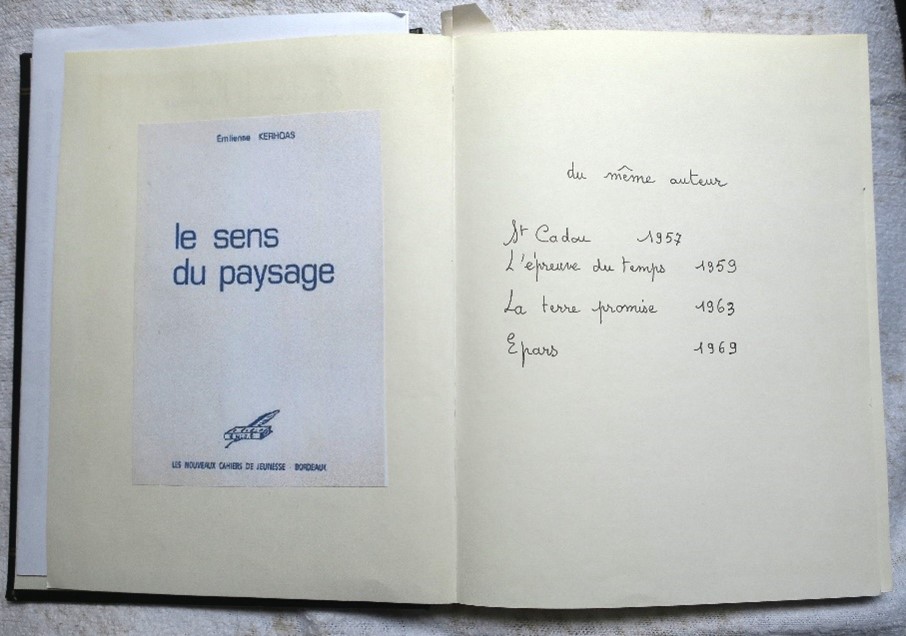 Émilienne KERHOAS
le sens
du paysage
LES NOUVEAUX CAHIERS DE JEUNESSE - BORDEAUX
du même auteur
St Cadou 1957
L'épreuve du temps 1959
La terre promise 1963
Epars 1969